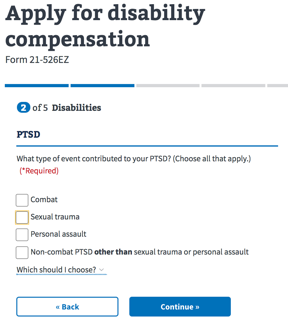 Apply for disability
compensation
Form 21-526EZ
2 of 5 Disabilities
PTSD
What type of event contributed to your PTSD? (Choose all that apply.)
(*Required)
Combat
Sexual trauma
Personal assault
Non-combat PTSD other than sexual trauma or personal assault
Which should I choose?
« Back
Continue »